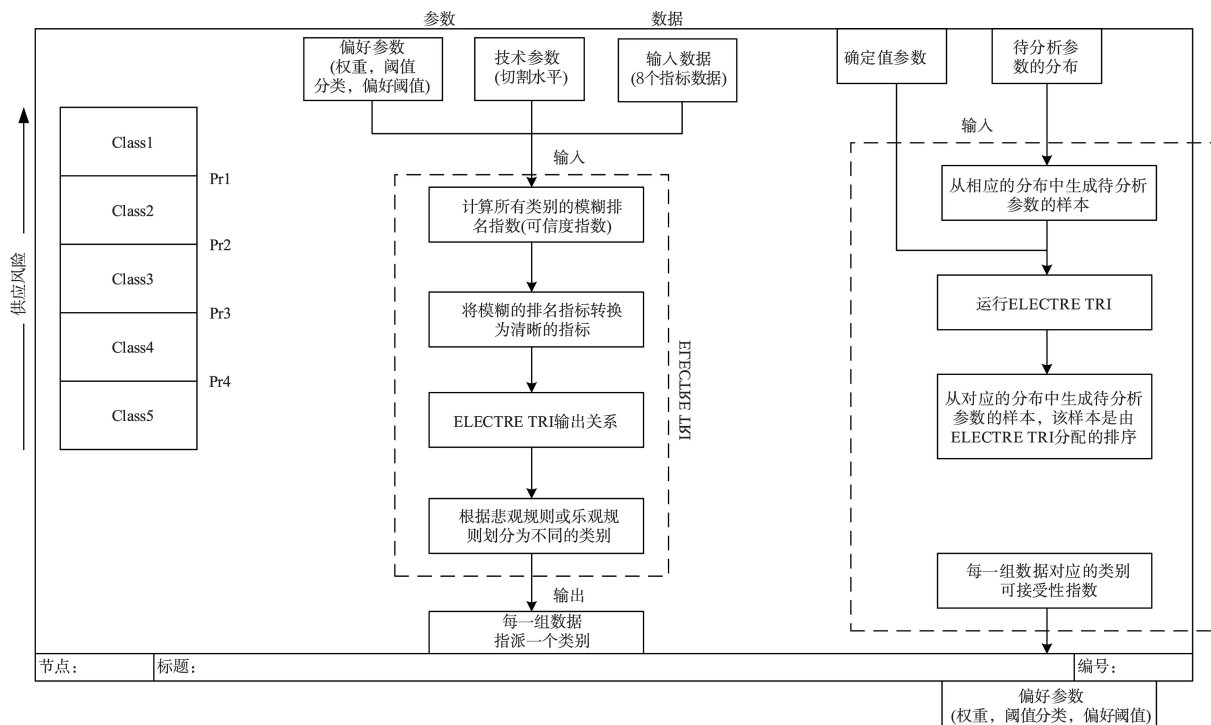 参数
数据
偏好参数
(权重，阈值
分类，偏好阈值)
技术参数
(切割水平)
输入数据
(8个指标数据)
确定值参数
待分析
参数的分布
供应风险
Class1
Class2
Class3
Class4
Class5
Pr1
Pr2
Pr3
Pr4
输入
计算所有类别的模糊排
名指数(可信度指数)
将模糊的排名指标转换
为清晰的指标
ELECTRE TRI输出关系
根据悲观规则或乐观规
则划分为不同的类别
ELECTRE TRI
输出
每一组数据
指派一个类别
输入
从相应的分布中生成待分析
参数的样本
运行ELECTRE TRI
从对应的分布中生成待分析
参数的样本，该样本是由
ELECTRE TRI分配的排序
每一组数据对应的类别
可接受性指数
节点：
标题：
编号：
偏好参数
(权重，阈值分类，偏好阈值)